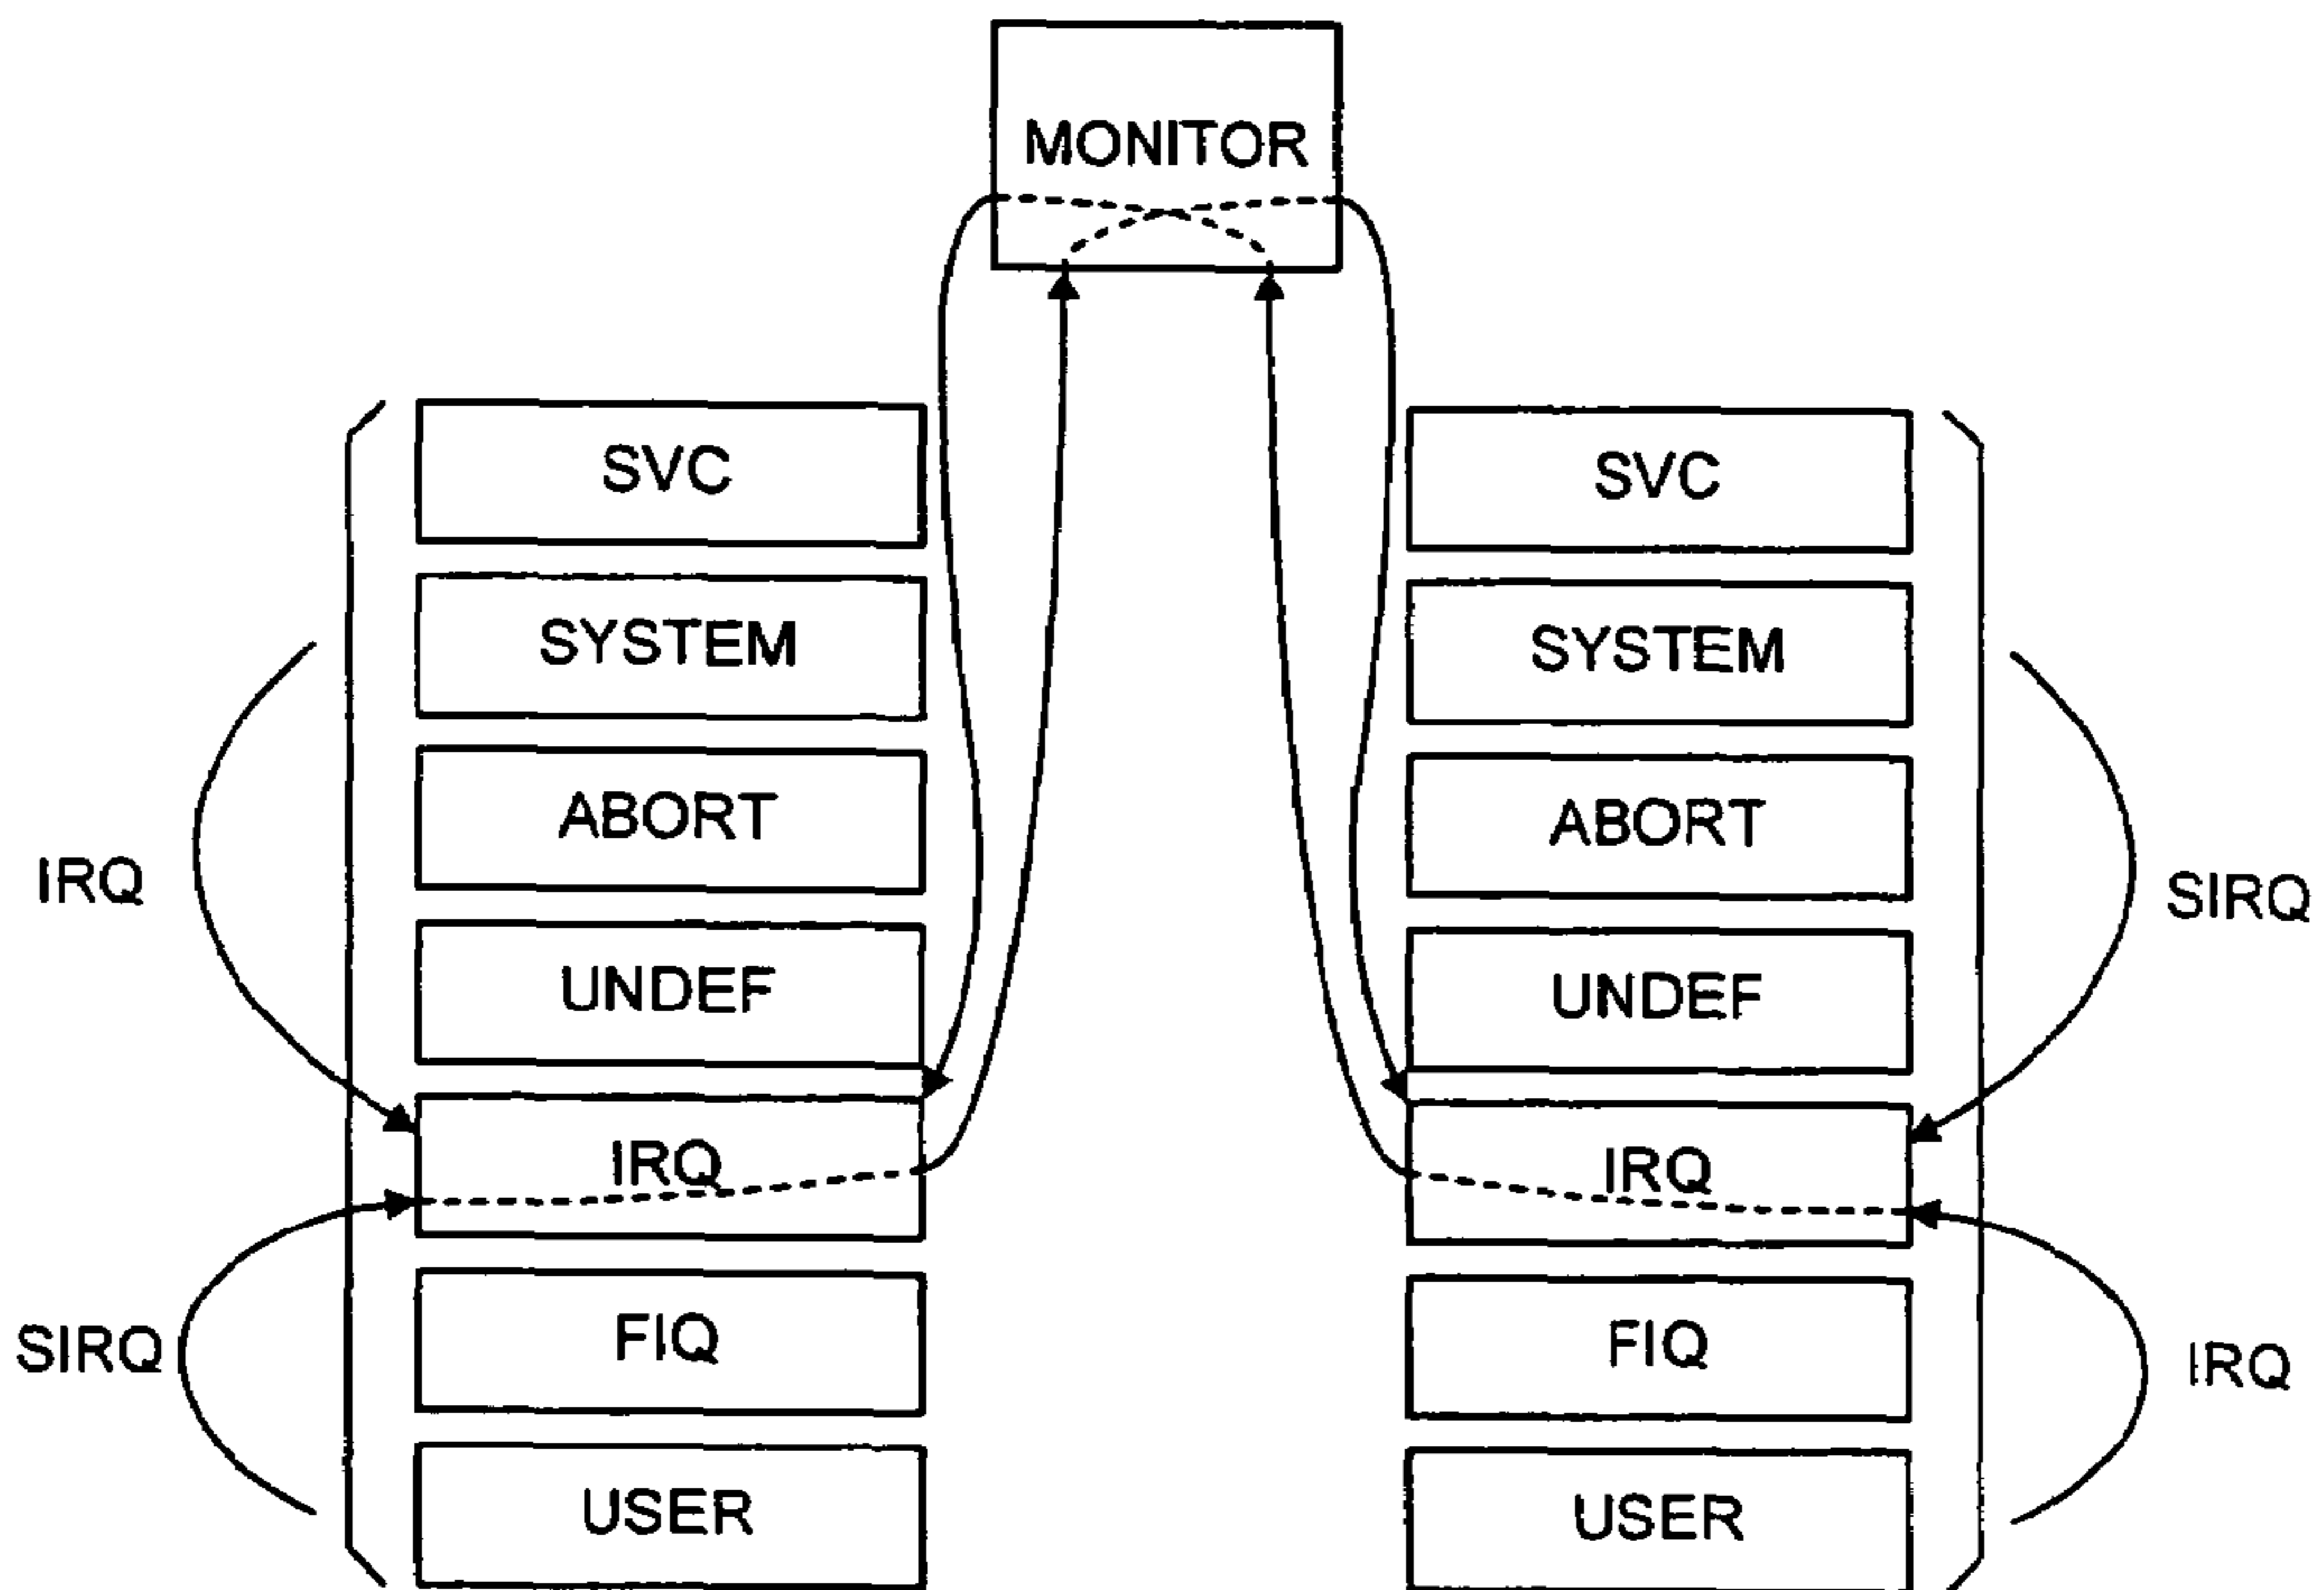 MONITOR
SVC
SYSTEM
ABORT
UNDEF
IRQ
FIQ
USER
IRQ
SIRQ
SVC
SYSTEM
ABORT
UNDEF
IRQ
FIQ
USER
SIRQ
IRQ